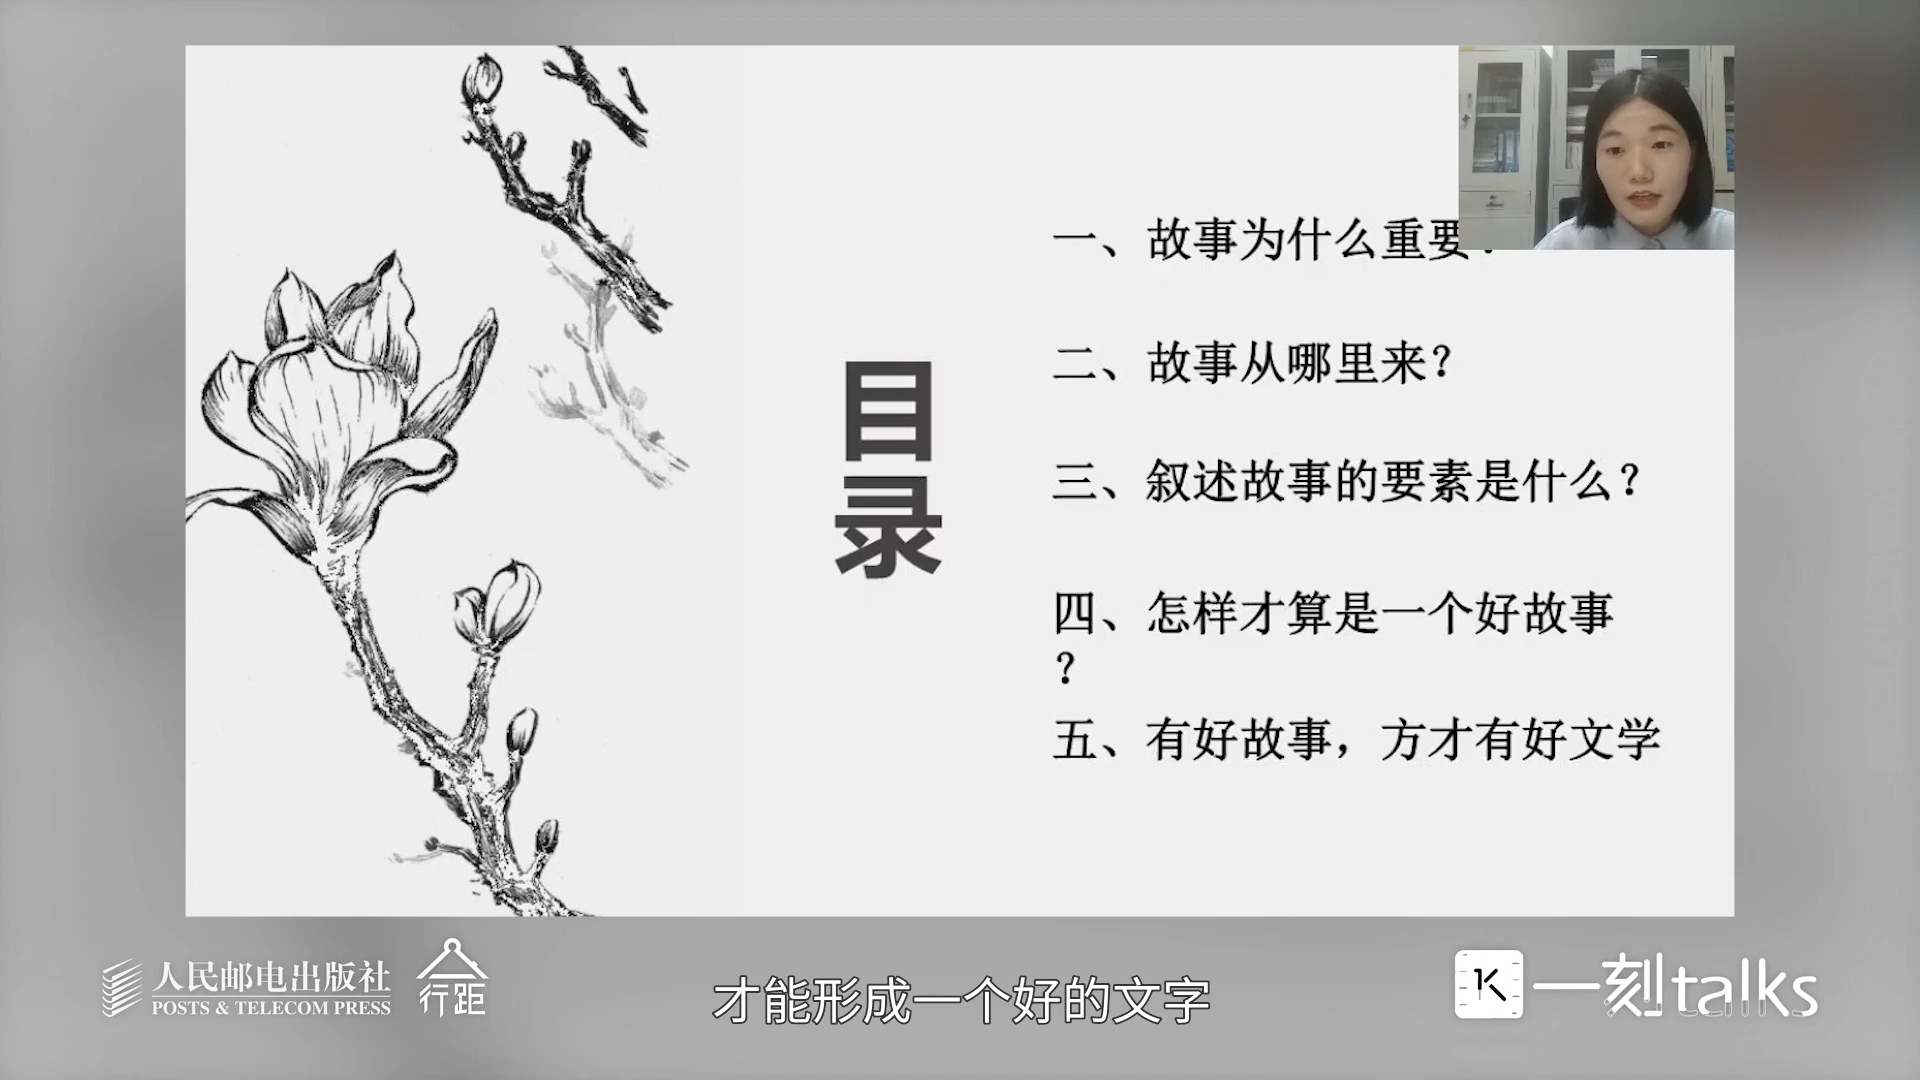 目录
一、故事为什么重要?
二、故事从哪里来?
三、叙述故事的要素是什么?
四、怎样才算是一个好故事
?
五、有好故事，方才有好文学
人民邮电出版社
POSTS & TELECOM PRESS
行距
才能形成一个好的文字
K
一刻talks